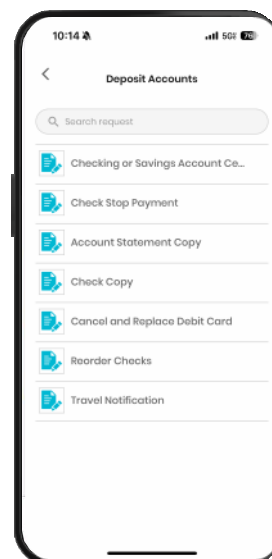 10:14
5G
76
Deposit Accounts
Search request
Checking or Savings Account Ce...
Check Stop Payment
Account Statement Copy
Check Copy
Cancel and Replace Debit Card
Reorder Checks
Travel Notification